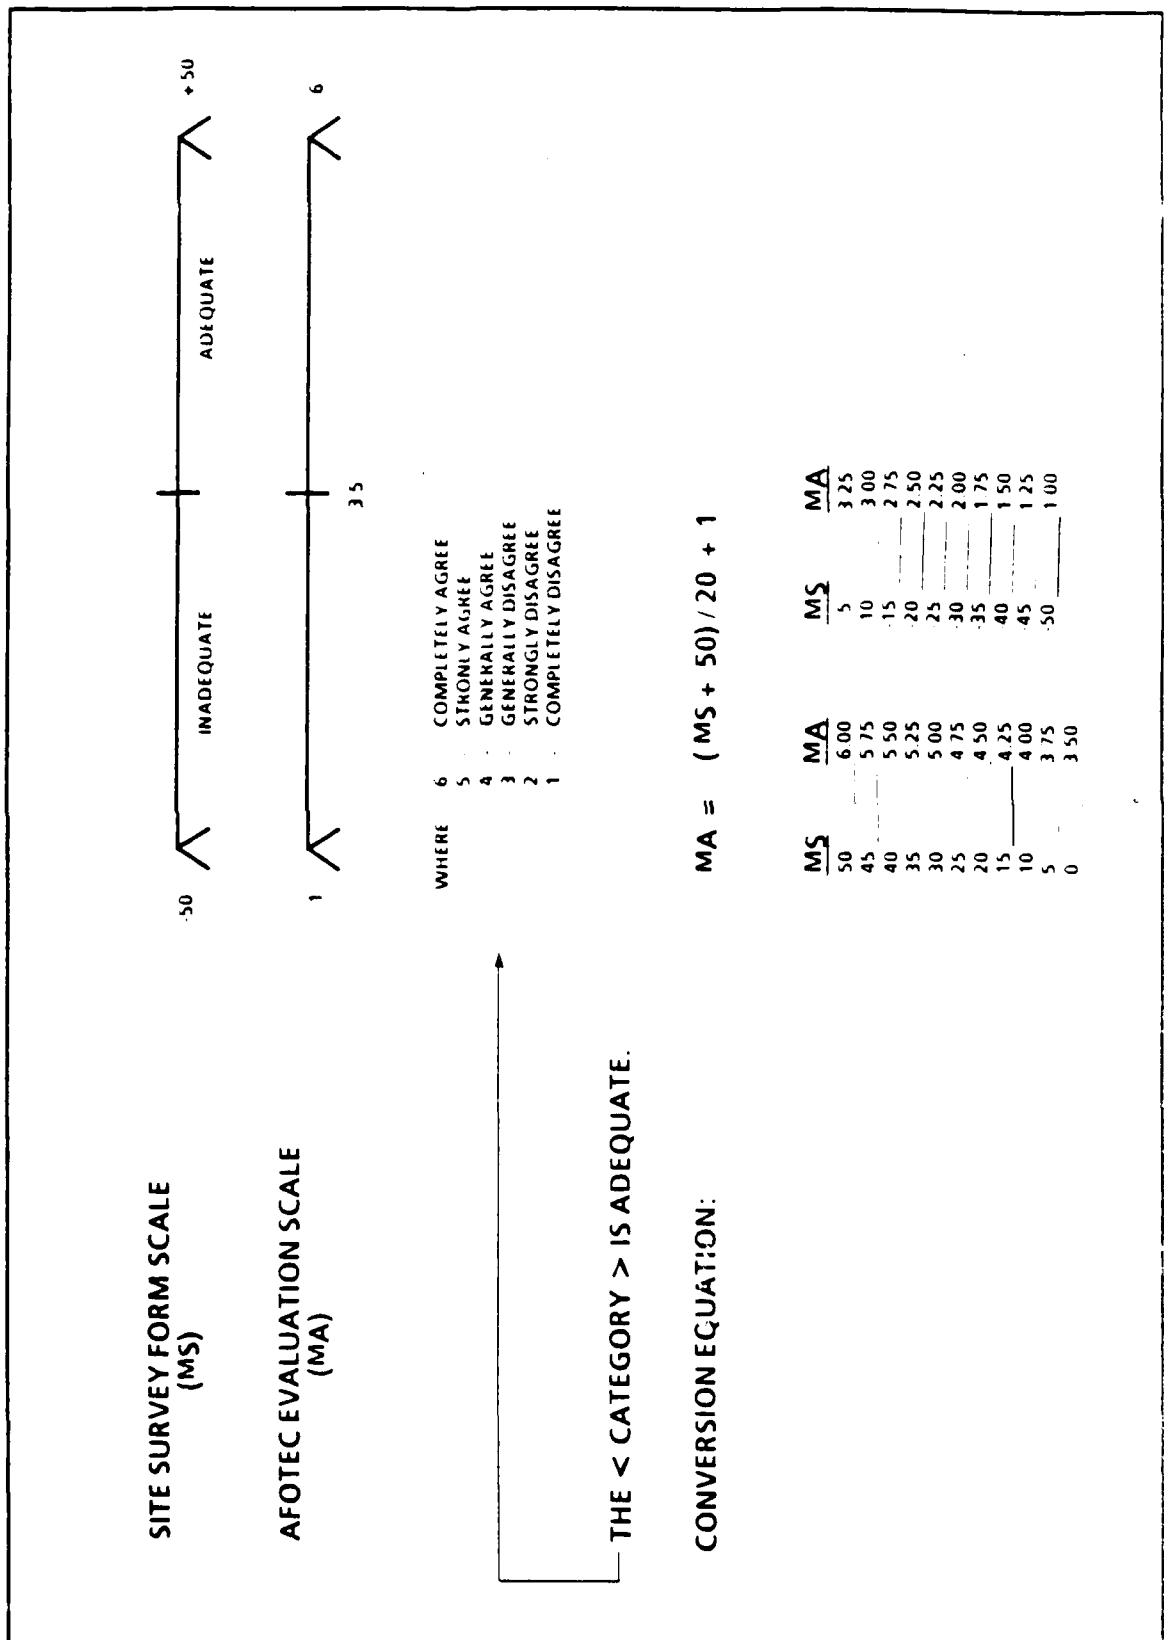 SITE SURVEY FORM SCALE
(MS)
-50
+50
INADEQUATE
ADEQUATE
AFOTEC EVALUATION SCALE
(MA)
1
6
3 5
WHERE 6 COMPLETELY AGREE
5 . STRONLY AGREE
4 . GENERALLY AGREE
3 . GENERALLY DISAGREE
2 STRONGLY DISAGREE
1 . COMPLETELY DISAGREE
THE < CATEGORY > IS ADEQUATE.
CONVERSION EQUATION:
MA = (MS + 50) / 20 + 1
MS MA MS MA
50 6.00 5 3 25
45 5 75 10 3 00
40 5 50 -15 2 75
35 5.25 -20 2.50
30 5 00 25 2.25
25 4 75 -30 2.00
20 4 50 -35 1 75
15 4.25 40 1 50
10 4 00 -45 1 25
5 3 75 -50 1 00
0 3 50